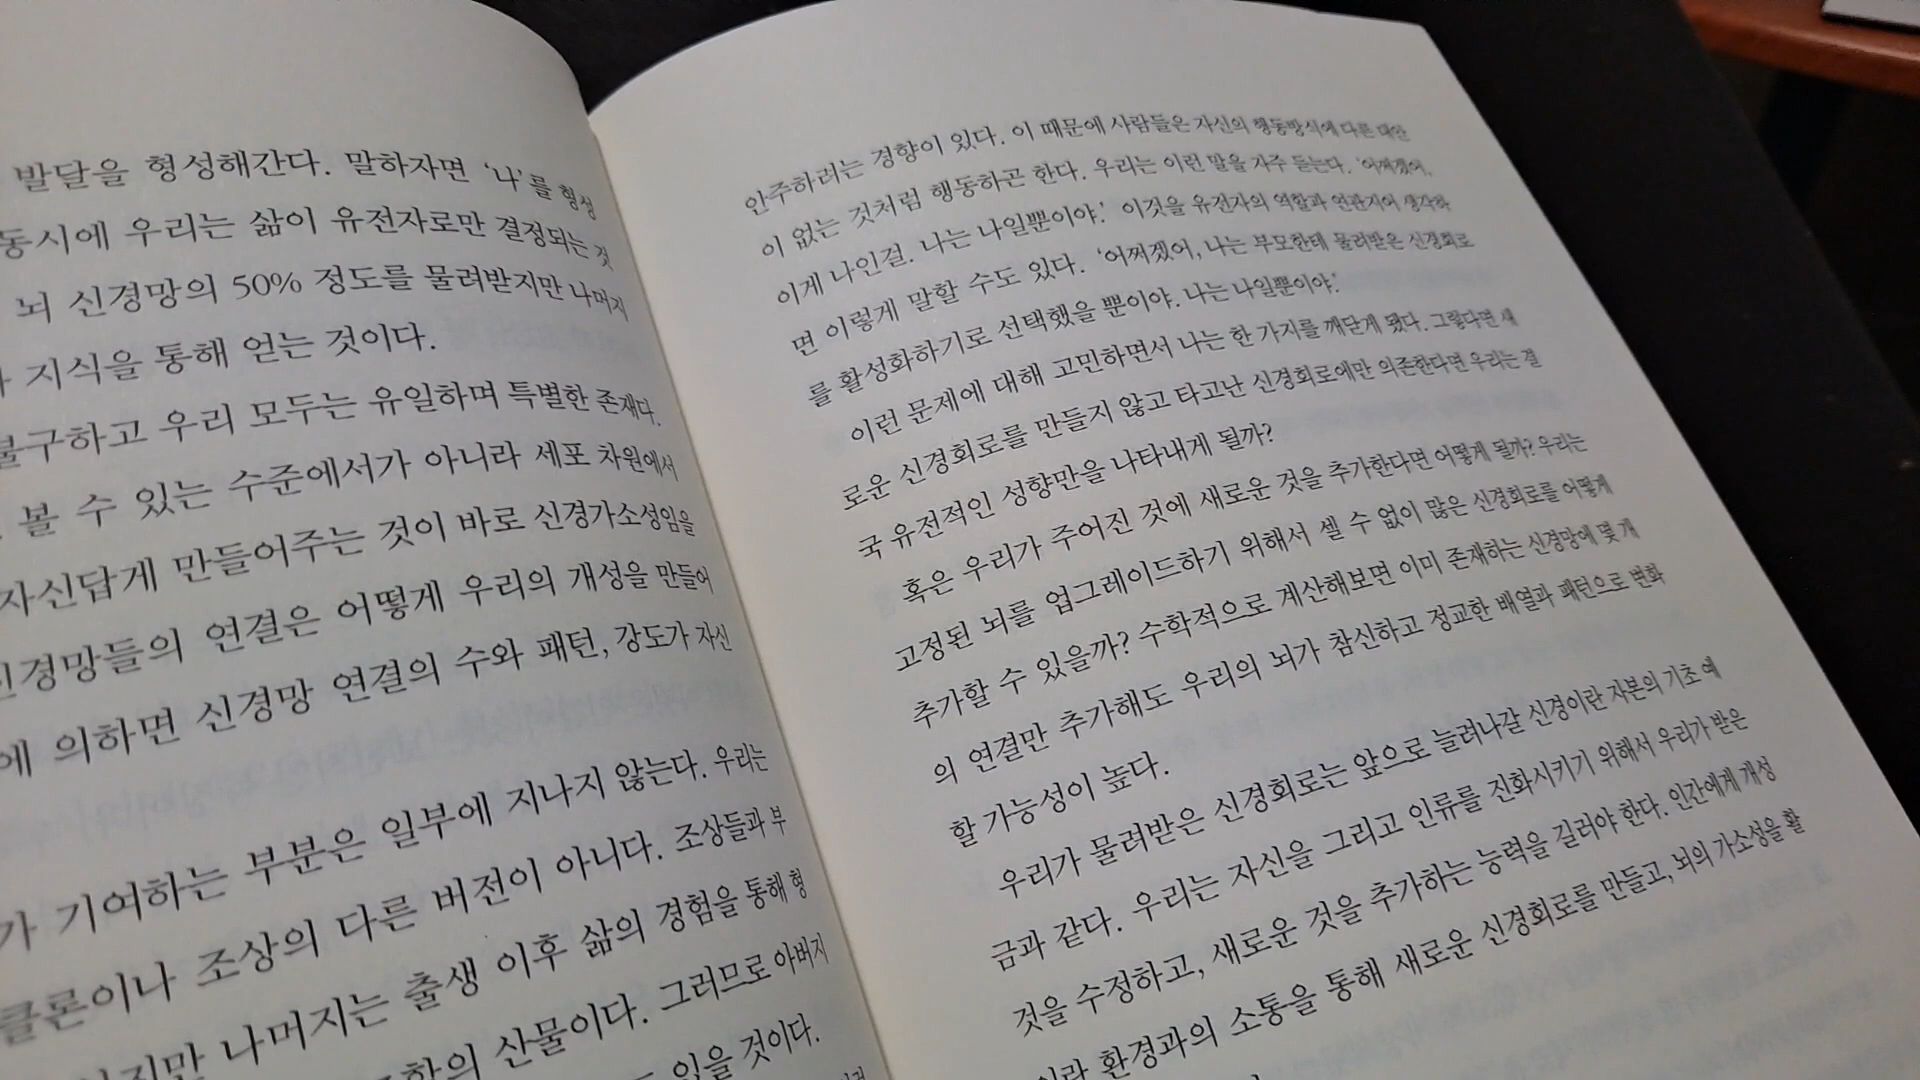 발달을 형성해간다. 말하자면 ‘나’를 형성
동시에 우리는 삶이 유전자로만 결정되는 것
뇌 신경망의 50% 정도를 물려받지만 나머지
지식을 통해 얻는 것이다.
불구하고 우리 모두는 유일하며 특별한 존재다.
볼 수 있는 수준에서가 아니라 세포 차원에서
자신답게 만들어주는 것이 바로 신경가소성임을
신경망들의 연결은 어떻게 우리의 개성을 만들어
에 의하면 신경망 연결의 수와 패턴, 강도가 자신
가 기여하는 부분은 일부에 지나지 않는다. 우리는
클론이나 조상의 다른 버전이 아니다. 조상들과 부
나머지는 출생 이후 삶의 경험을 통해 형
산물이다. 그러므로 아버지
있을 것이다.
안주하려는 경향이 있다. 이 때문에 사람들은 자신의 행동방식에 다른 대안
이 없는 것처럼 행동하곤 한다. 우리는 이런 말을 자주 듣는다. ‘어쩌겠어,
이게 나인걸. 나는 나일뿐이야.’ 이것을 유전자의 역할과 연관지어 생각하
면 이렇게 말할 수도 있다. ‘어쩌겠어, 나는 부모한테 물려받은 신경회로
를 활성화하기로 선택했을 뿐이야. 나는 나일뿐이야.’
이런 문제에 대해 고민하면서 나는 한 가지를 깨닫게 됐다. 그렇다면 새
로운 신경회로를 만들지 않고 타고난 신경회로에만 의존한다면 우리는 결
국 유전적인 성향만을 나타내게 될까?
혹은 우리가 주어진 것에 새로운 것을 추가한다면 어떻게 될까? 우리는
고정된 뇌를 업그레이드하기 위해서 셀 수 없이 많은 신경회로를 어떻게
추가할 수 있을까? 수학적으로 계산해보면 이미 존재하는 신경망에 몇 개
의 연결만 추가해도 우리의 뇌가 참신하고 정교한 배열과 패턴으로 변화
할 가능성이 높다.
우리가 물려받은 신경회로는 앞으로 늘려나갈 신경이란 자본의 기초 예
금과 같다. 우리는 자신을 그리고 인류를 진화시키기 위해서 우리가 받은
것을 수정하고, 새로운 것을 추가하는 능력을 길러야 한다. 인간에게 개성
이란 환경과의 소통을 통해 새로운 신경회로를 만들고, 뇌의 가소성을 활